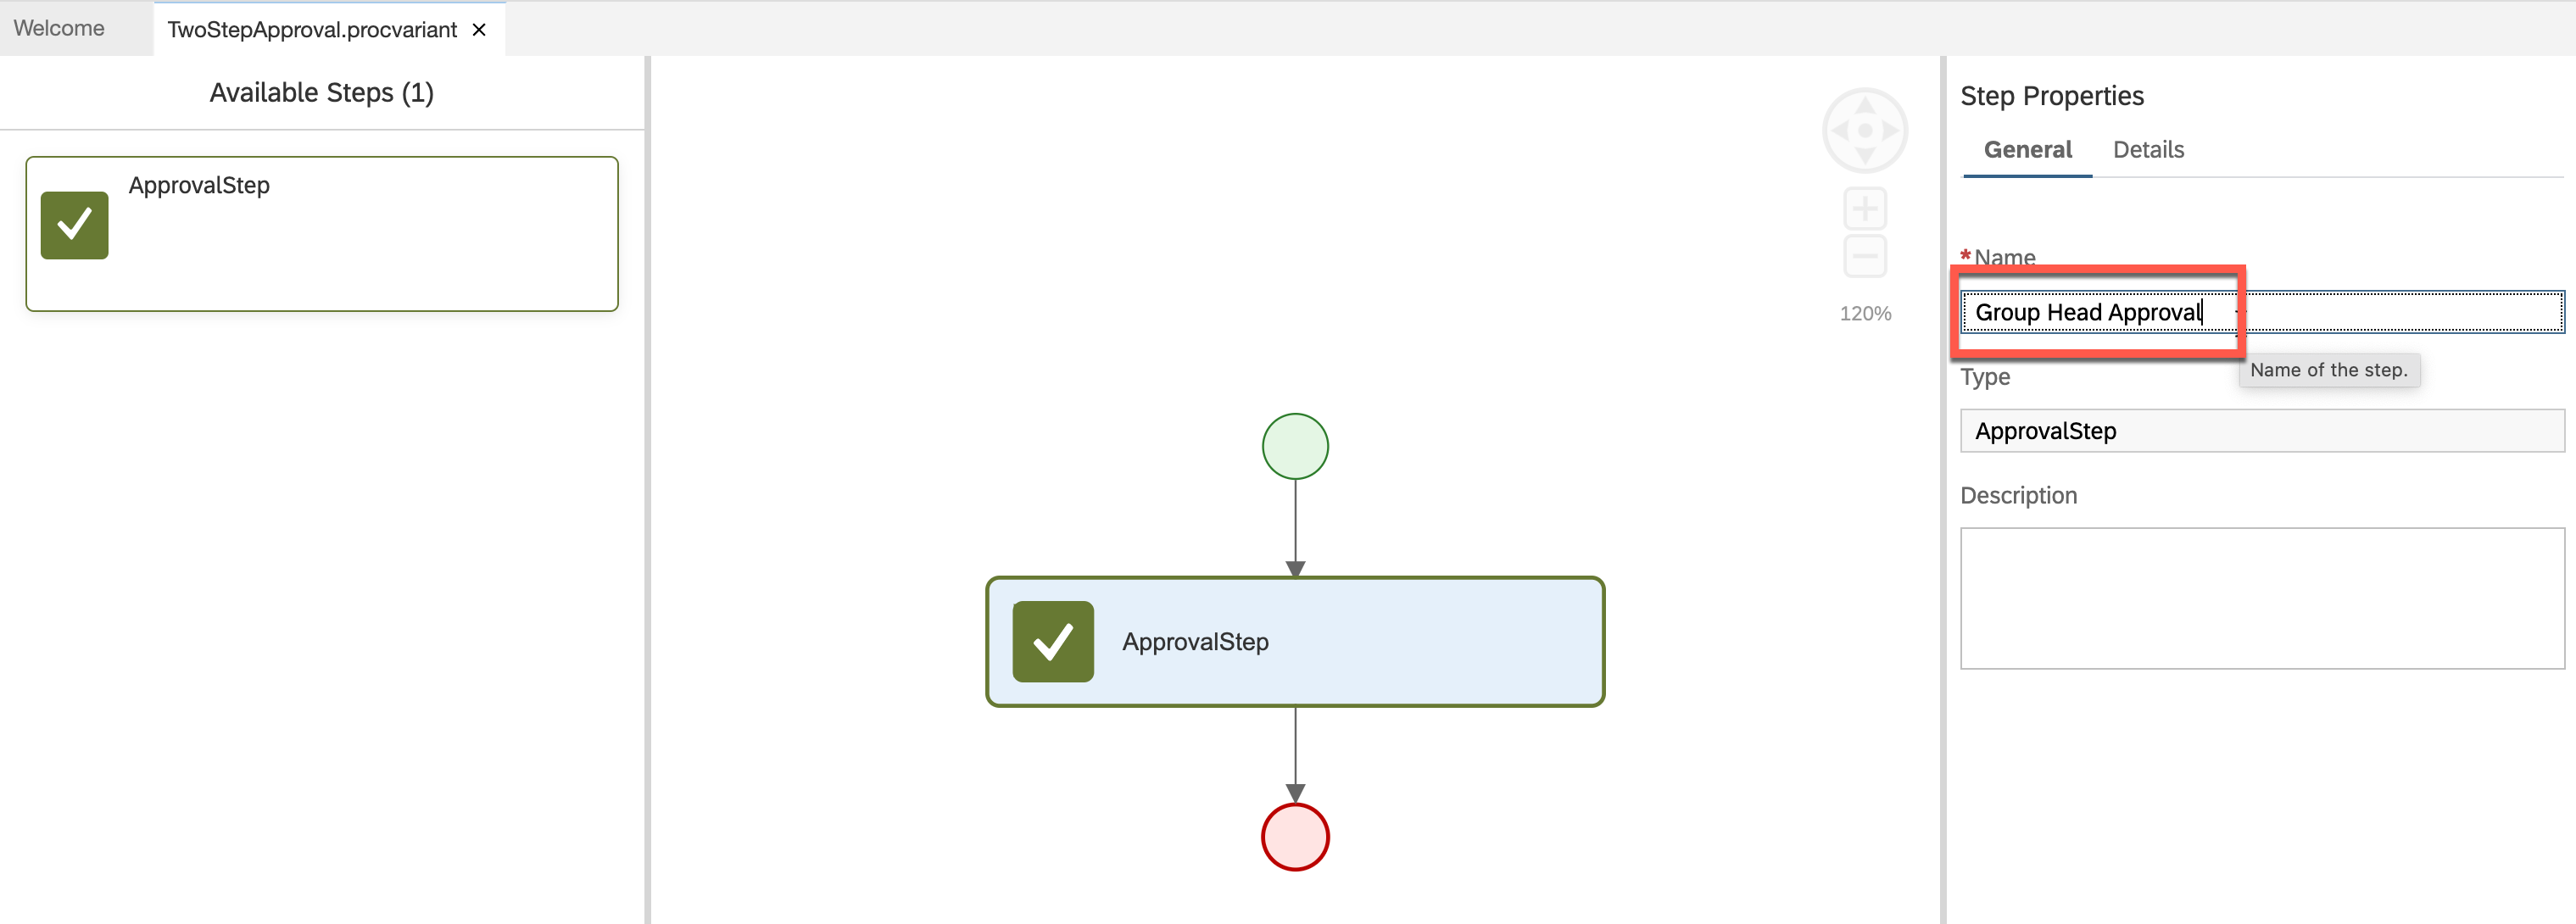 Welcome
TwoStepApproval.procvariant
Available Steps (1)
ApprovalStep
120%
ApprovalStep
Step Properties
General Details
*Name
Group Head Approval
Name of the step.
Type
ApprovalStep
Description